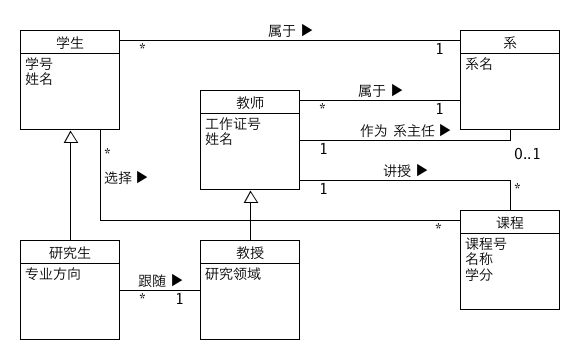 属于 ▶
* 1
学生
学号
姓名
系
系名
教师
工作证号
姓名
属于 ▶
* 1
作为 系主任 ▶
1 0..1
讲授 ▶
1 *
*
选择 ▶
*
课程
课程号
名称
学分
研究生
专业方向
跟随 ▶
* 1
教授
研究领域